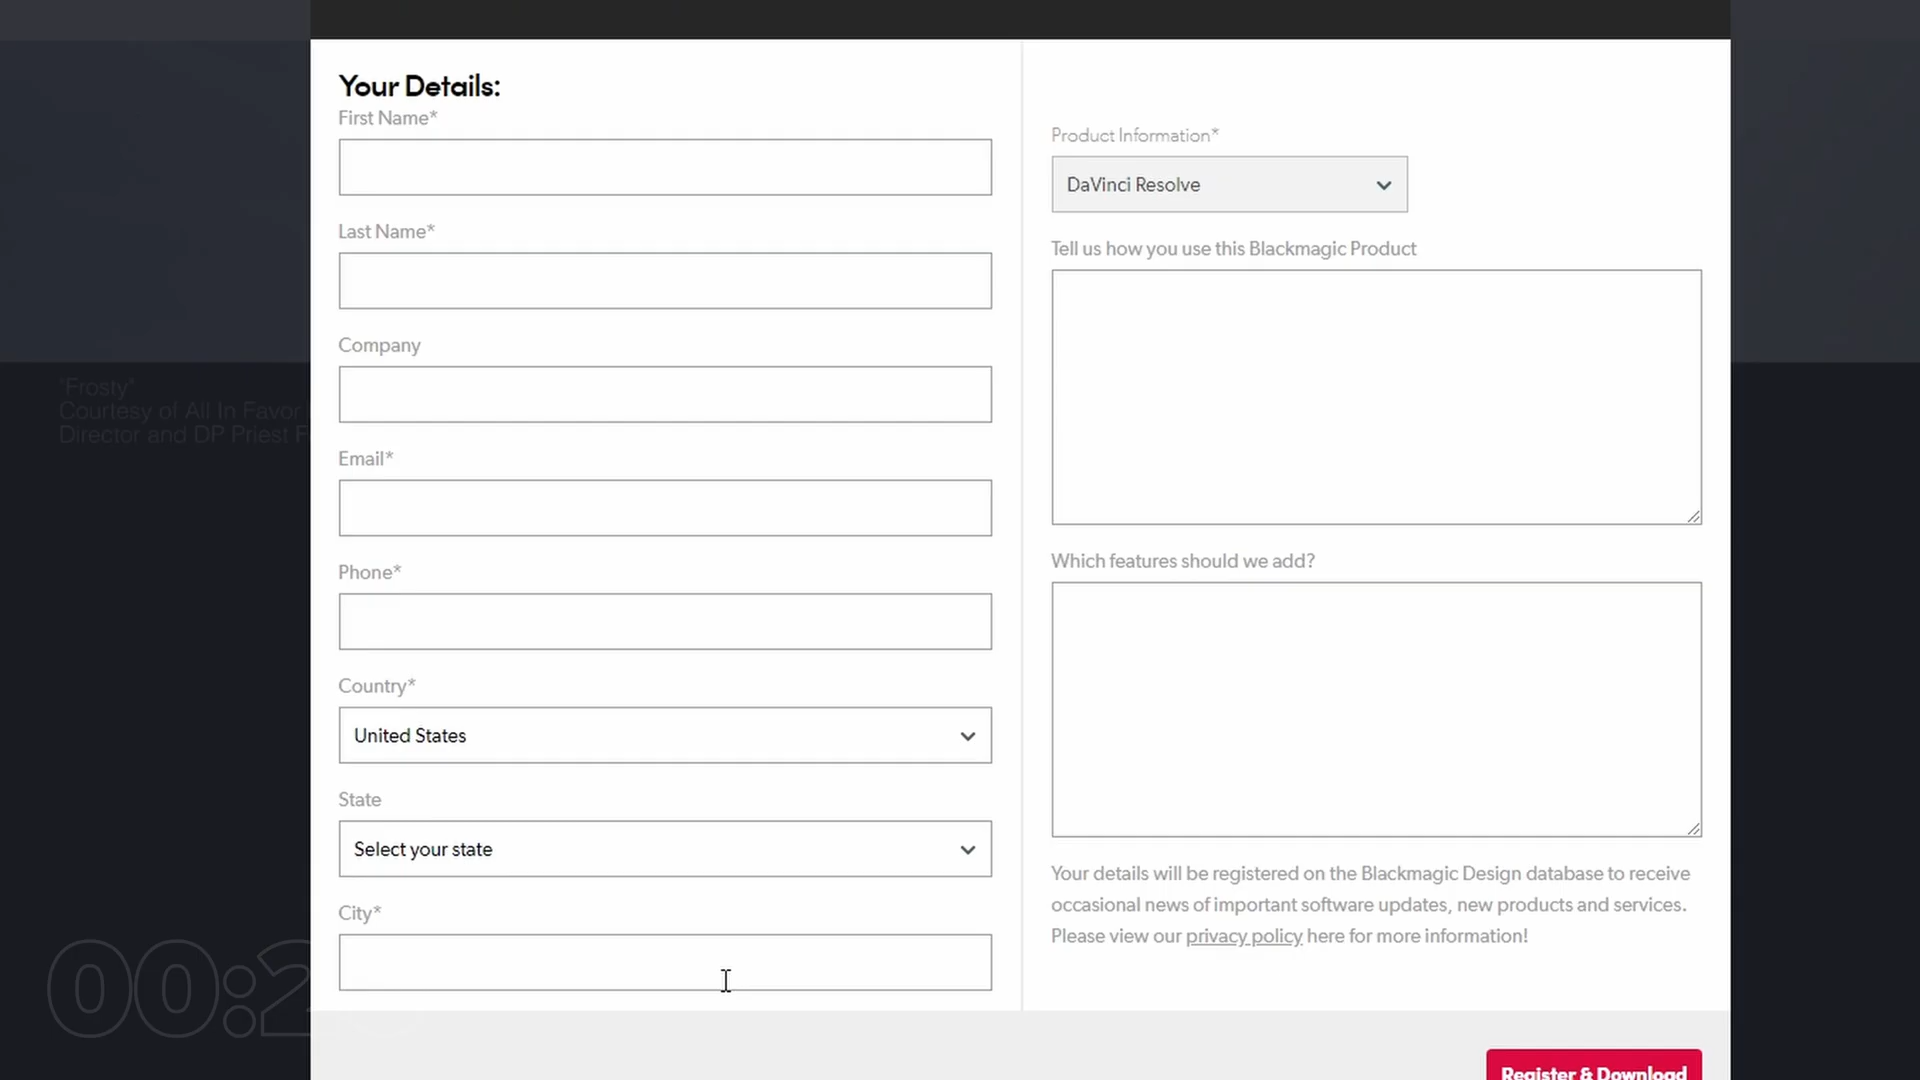 Your Details:
First Name*
Last Name*
Company
Email*
Phone*
Country*
United States
State
Select your state
City*
Product Information*
DaVinci Resolve
Tell us how you use this Blackmagic Product
Which features should we add?
Your details will be registered on the Blackmagic Design database to receive
occasional news of important software updates, new products and services.
Please view our privacy policy here for more information!
Register & Download
"Frosty"
Courtesy of All In Favor
Director and DP Priest F
00:2